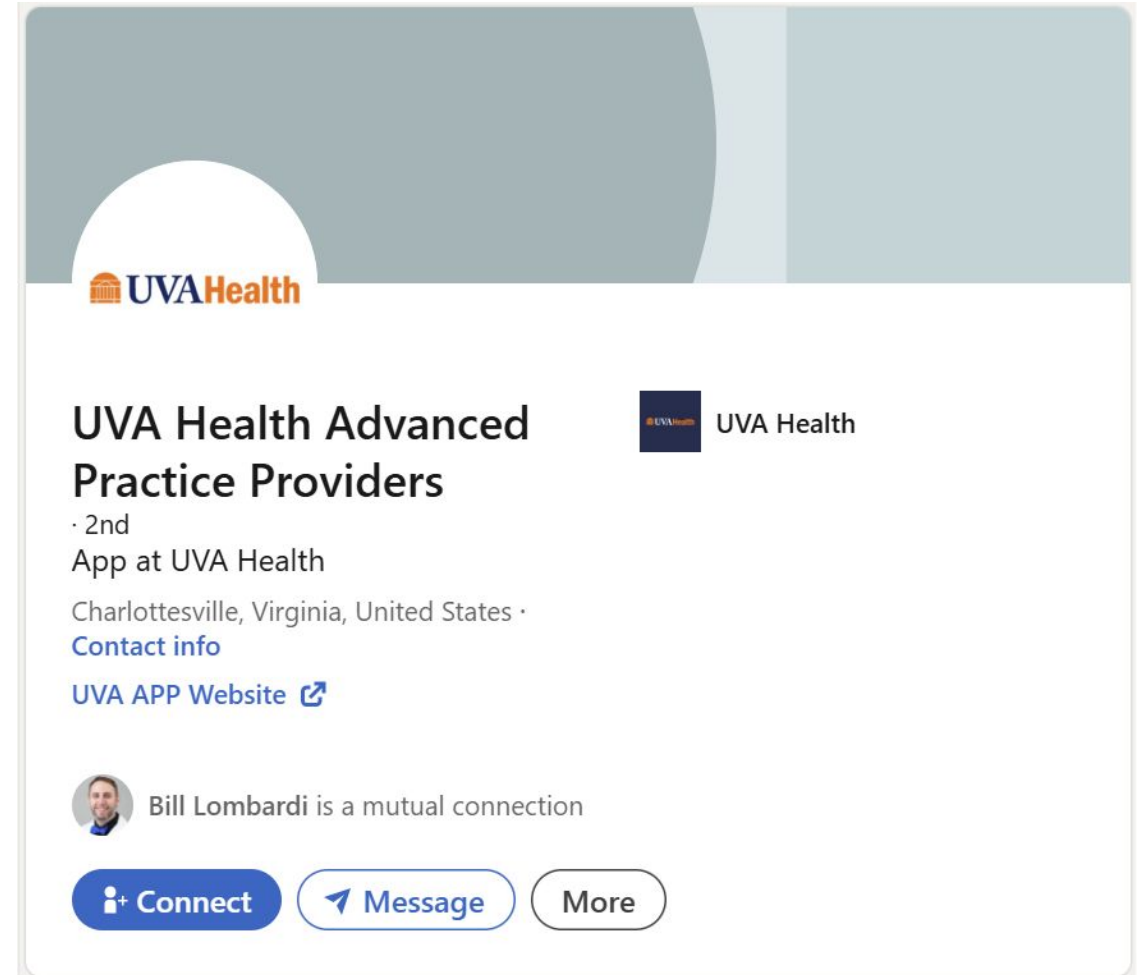 UVAHealth
UVA Health Advanced
Practice Providers
· 2nd
App at UVA Health
Charlottesville, Virginia, United States ·
Contact info
UVA APP Website
UVAHealth
UVA Health
Bill Lombardi is a mutual connection
Connect
Message
More